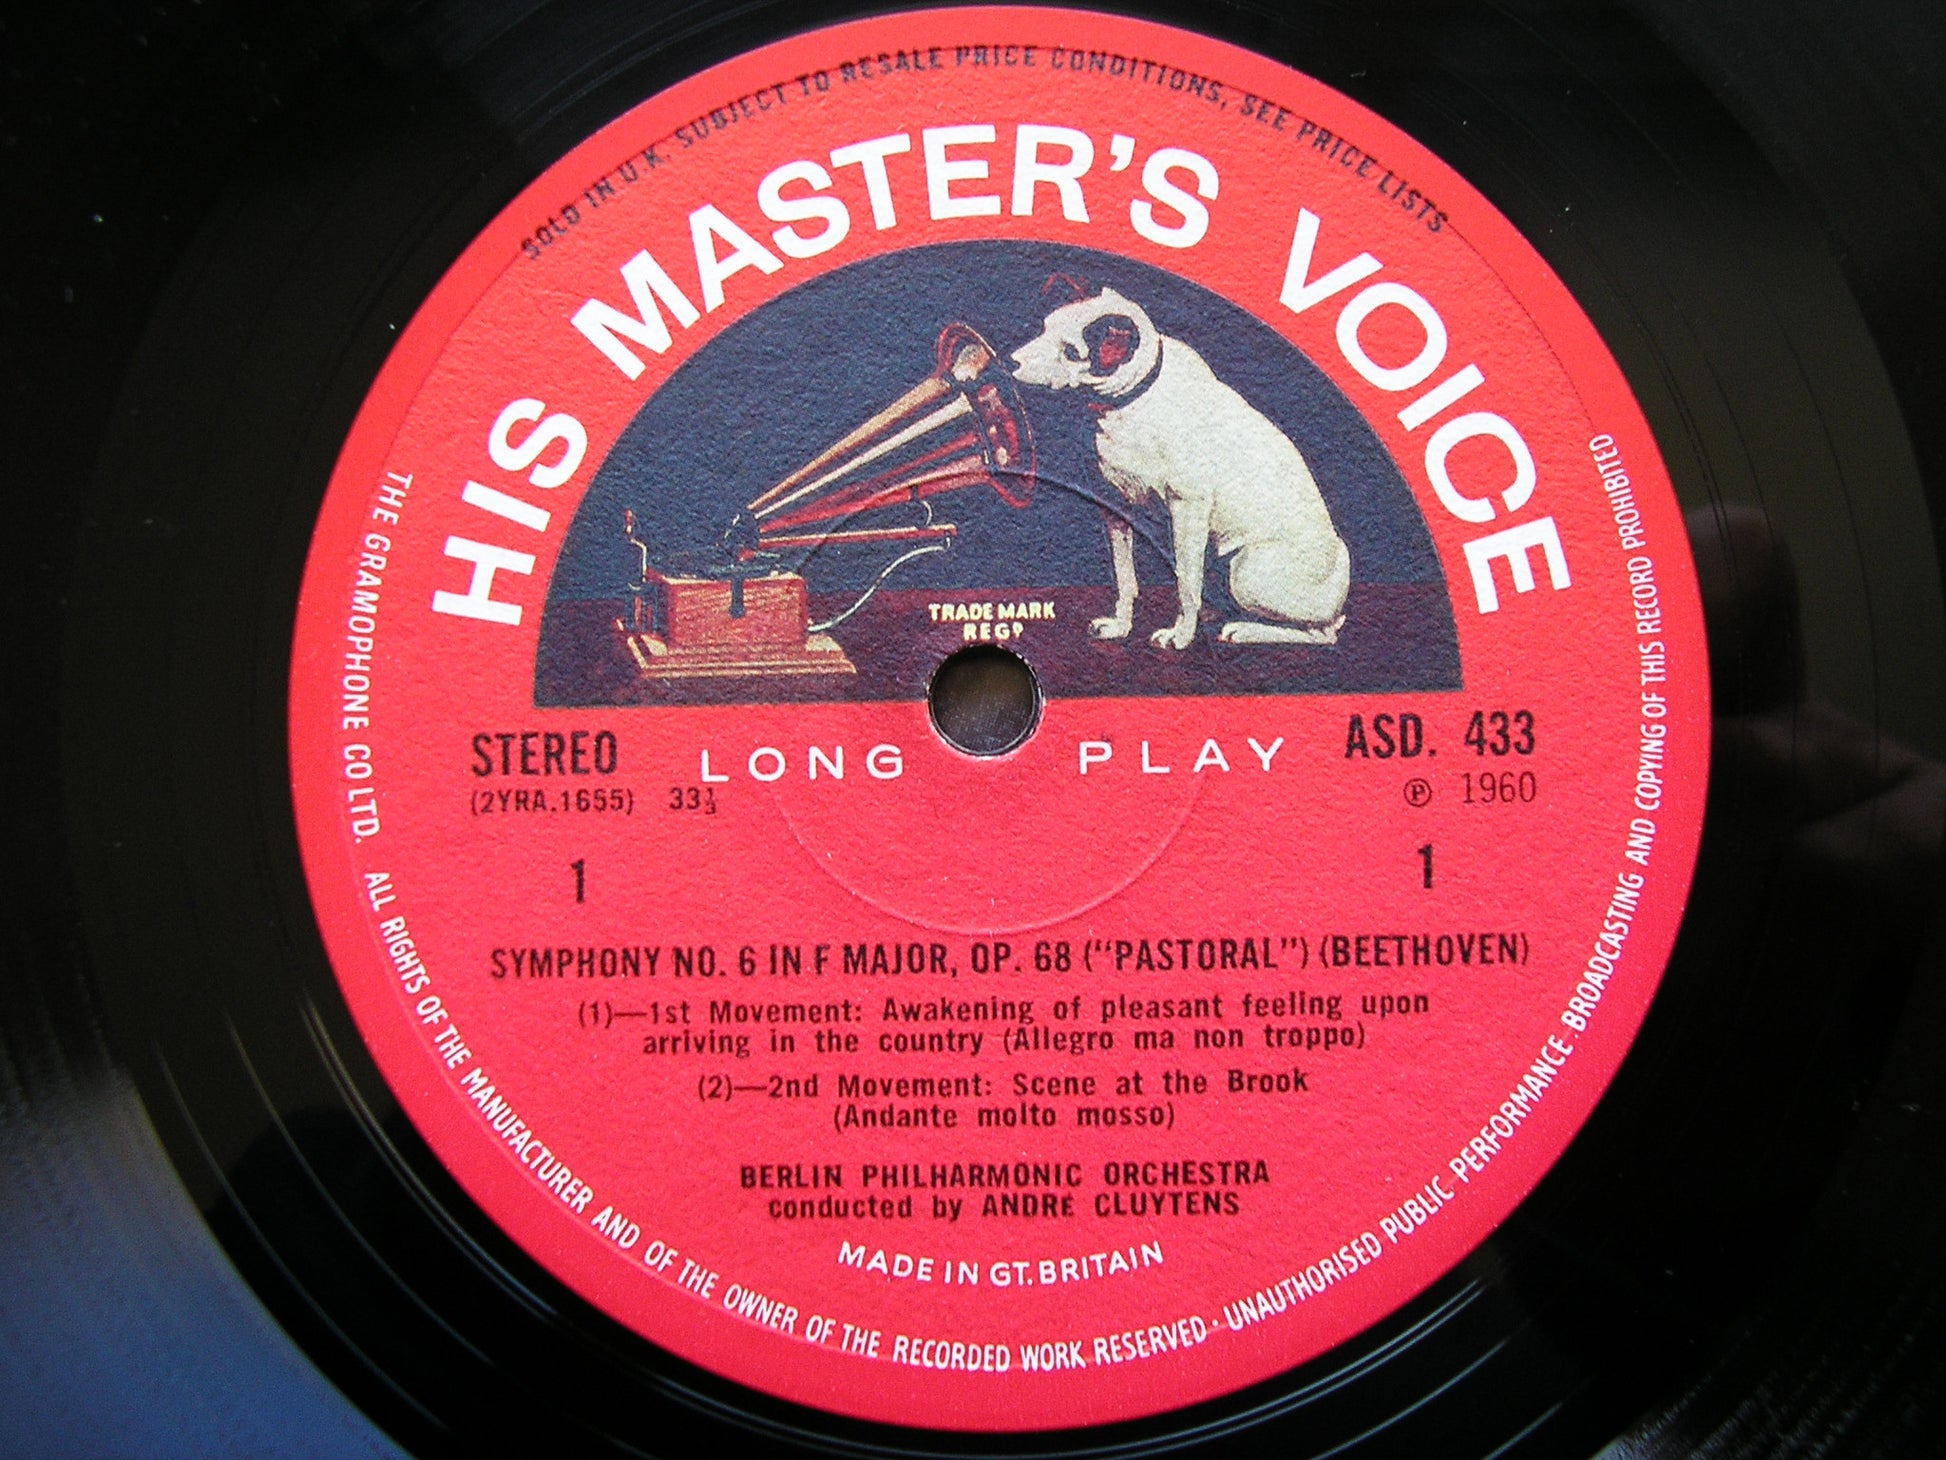 SOLD IN U.K. SUBJECT TO RESALE PRICE CONDITIONS, SEE PRICE LISTS
HIS MASTER'S VOICE
TRADE MARK
REGD
STEREO
LONG PLAY
ASD. 433
(2YRA.1655) 33⅓
℗ 1960
1
1
SYMPHONY NO. 6 IN F MAJOR, OP. 68 ("PASTORAL") (BEETHOVEN)
(1)—1st Movement: Awakening of pleasant feeling upon
arriving in the country (Allegro ma non troppo)
(2)—2nd Movement: Scene at the Brook
(Andante molto mosso)
BERLIN PHILHARMONIC ORCHESTRA
conducted by ANDRÉ CLUYTENS
MADE IN GT. BRITAIN
THE GRAMOPHONE CO LTD. ALL RIGHTS OF THE MANUFACTURER AND OF THE OWNER OF THE RECORDED WORK RESERVED · UNAUTHORISED PUBLIC PERFORMANCE · BROADCASTING AND COPYING OF THIS RECORD PROHIBITED